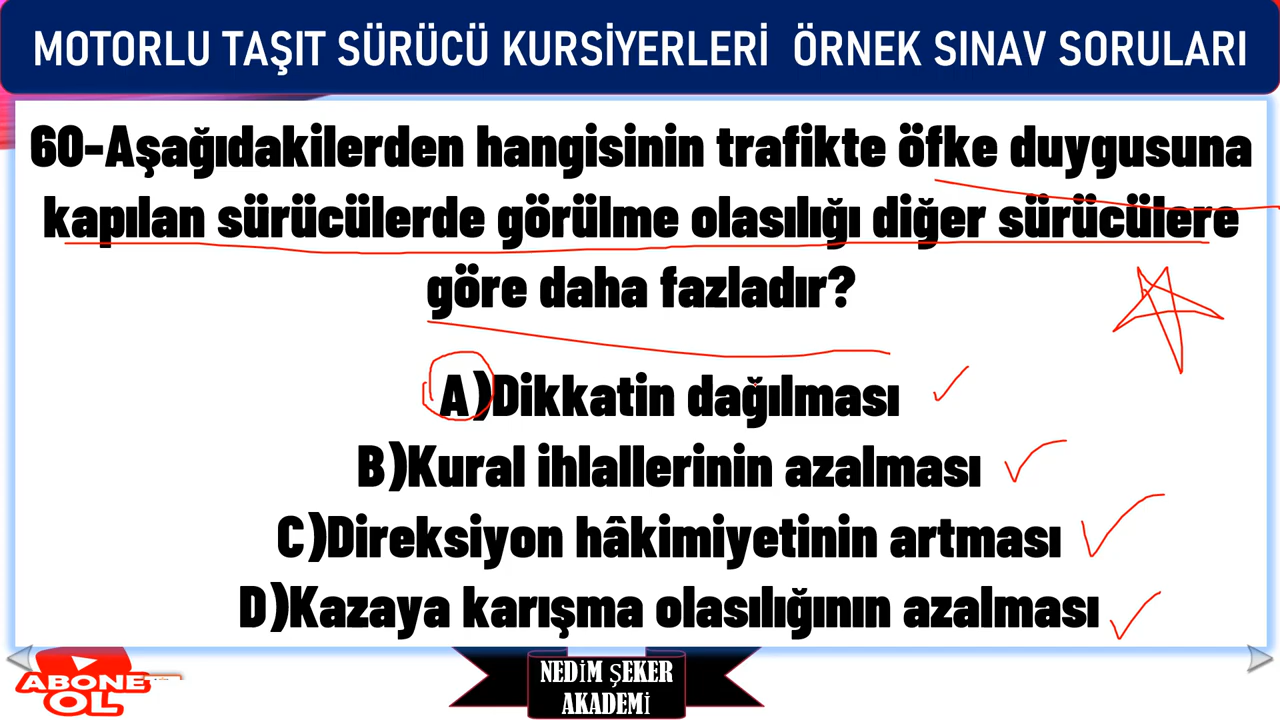 MOTORLU TAŞIT SÜRÜCÜ KURSİYERLERİ ÖRNEK SINAV SORULARI
60-Aşağıdakilerden hangisinin trafikte öfke duygusuna
kapılan sürücülerde görülme olasılığı diğer sürücülere
göre daha fazladır?
A)Dikkatin dağılması
B)Kural ihlallerinin azalması
C)Direksiyon hâkimiyetinin artması
D)Kazaya karışma olasılığının azalması
ABONE
OL
NEDİM ŞEKER
AKADEMİ